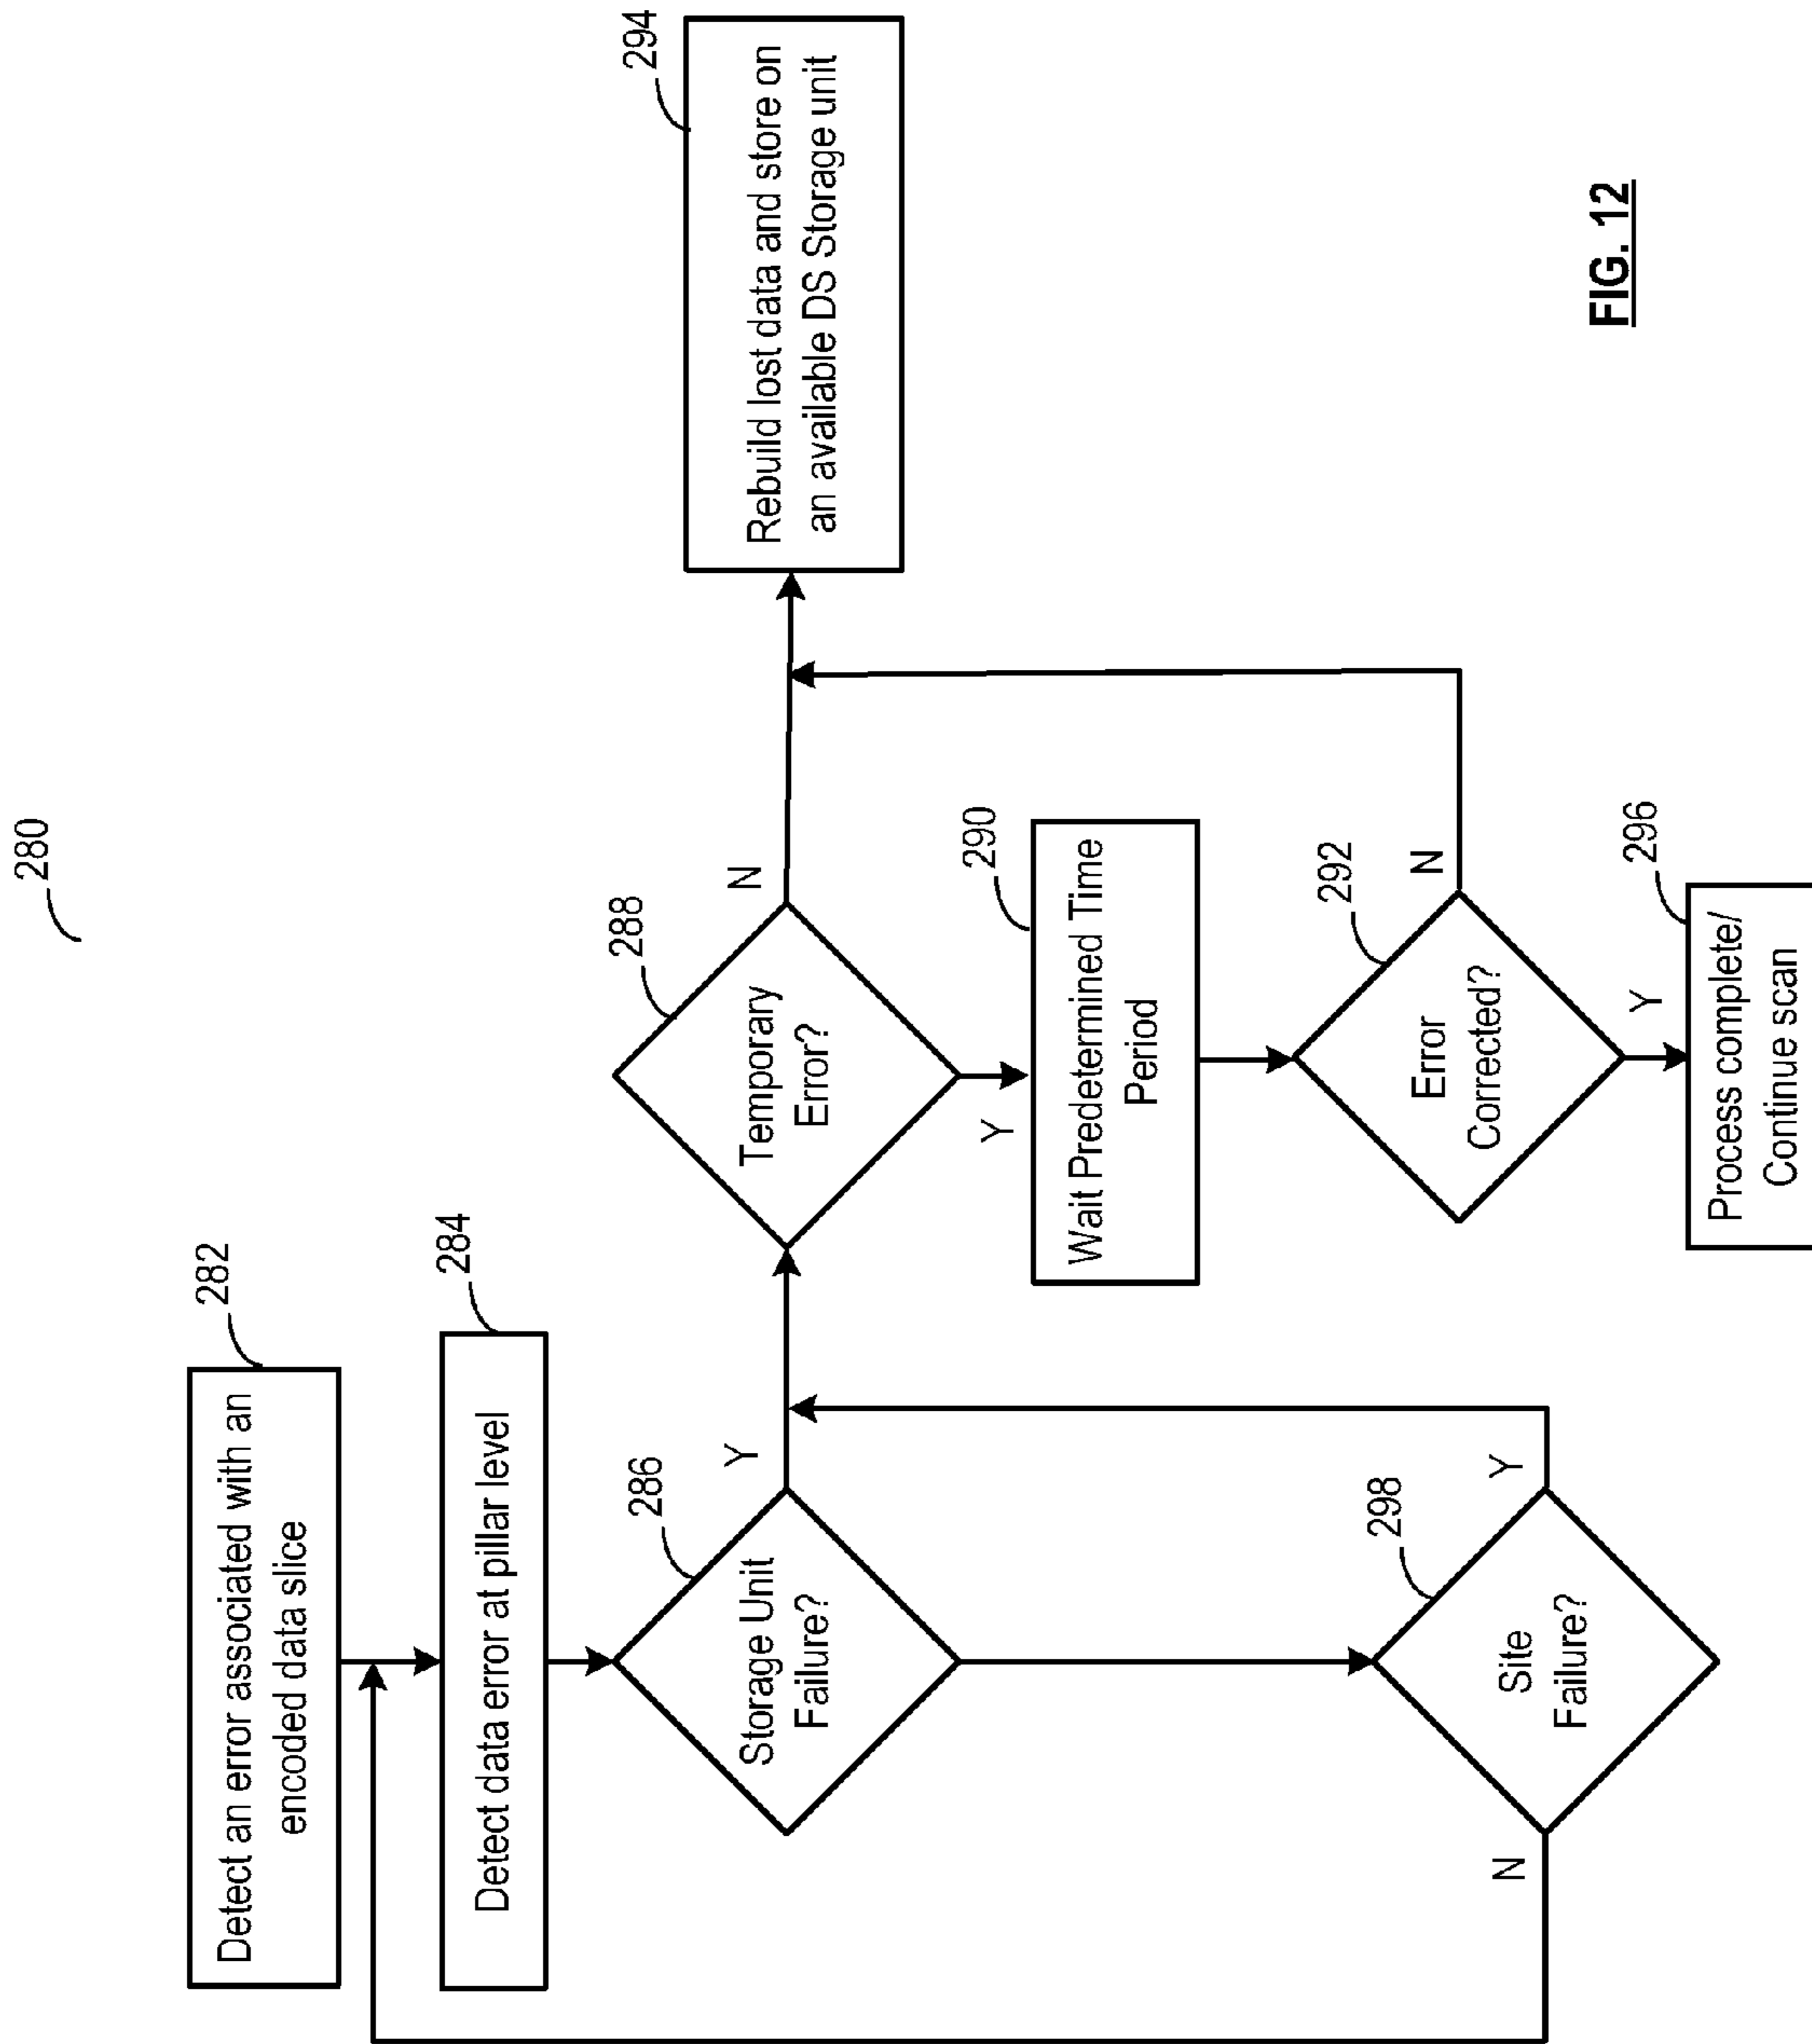 280
282
Detect an error associated with an
encoded data slice
284
Detect data error at pillar level
286
Storage Unit
Failure?
Y
288
Temporary
Error?
N
Y
294
Rebuild lost data and store on
an available DS Storage unit
290
Wait Predetermined Time
Period
292
Error
Corrected?
N
Y
296
Process complete/
Continue scan
298
Site
Failure?
Y
N
FIG. 12